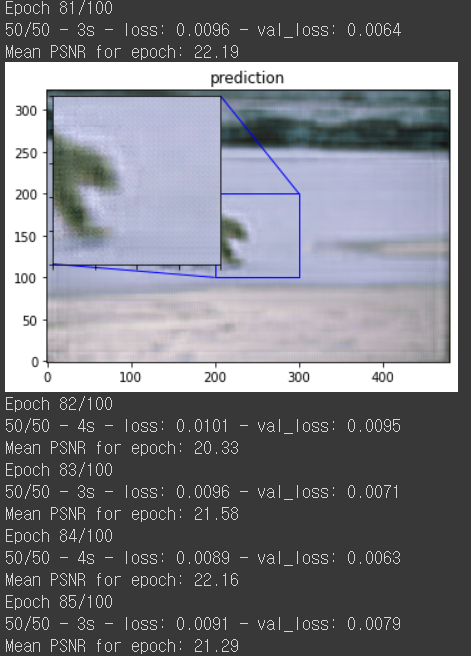 Epoch 81/100
50/50 - 3s - loss: 0.0096 - val_loss: 0.0064
Mean PSNR for epoch: 22.19
prediction
300
250
200
150
100
50
0
0 100 200 300 400
Epoch 82/100
50/50 - 4s - loss: 0.0101 - val_loss: 0.0095
Mean PSNR for epoch: 20.33
Epoch 83/100
50/50 - 3s - loss: 0.0096 - val_loss: 0.0071
Mean PSNR for epoch: 21.58
Epoch 84/100
50/50 - 4s - loss: 0.0089 - val_loss: 0.0063
Mean PSNR for epoch: 22.16
Epoch 85/100
50/50 - 3s - loss: 0.0091 - val_loss: 0.0079
Mean PSNR for epoch: 21.29